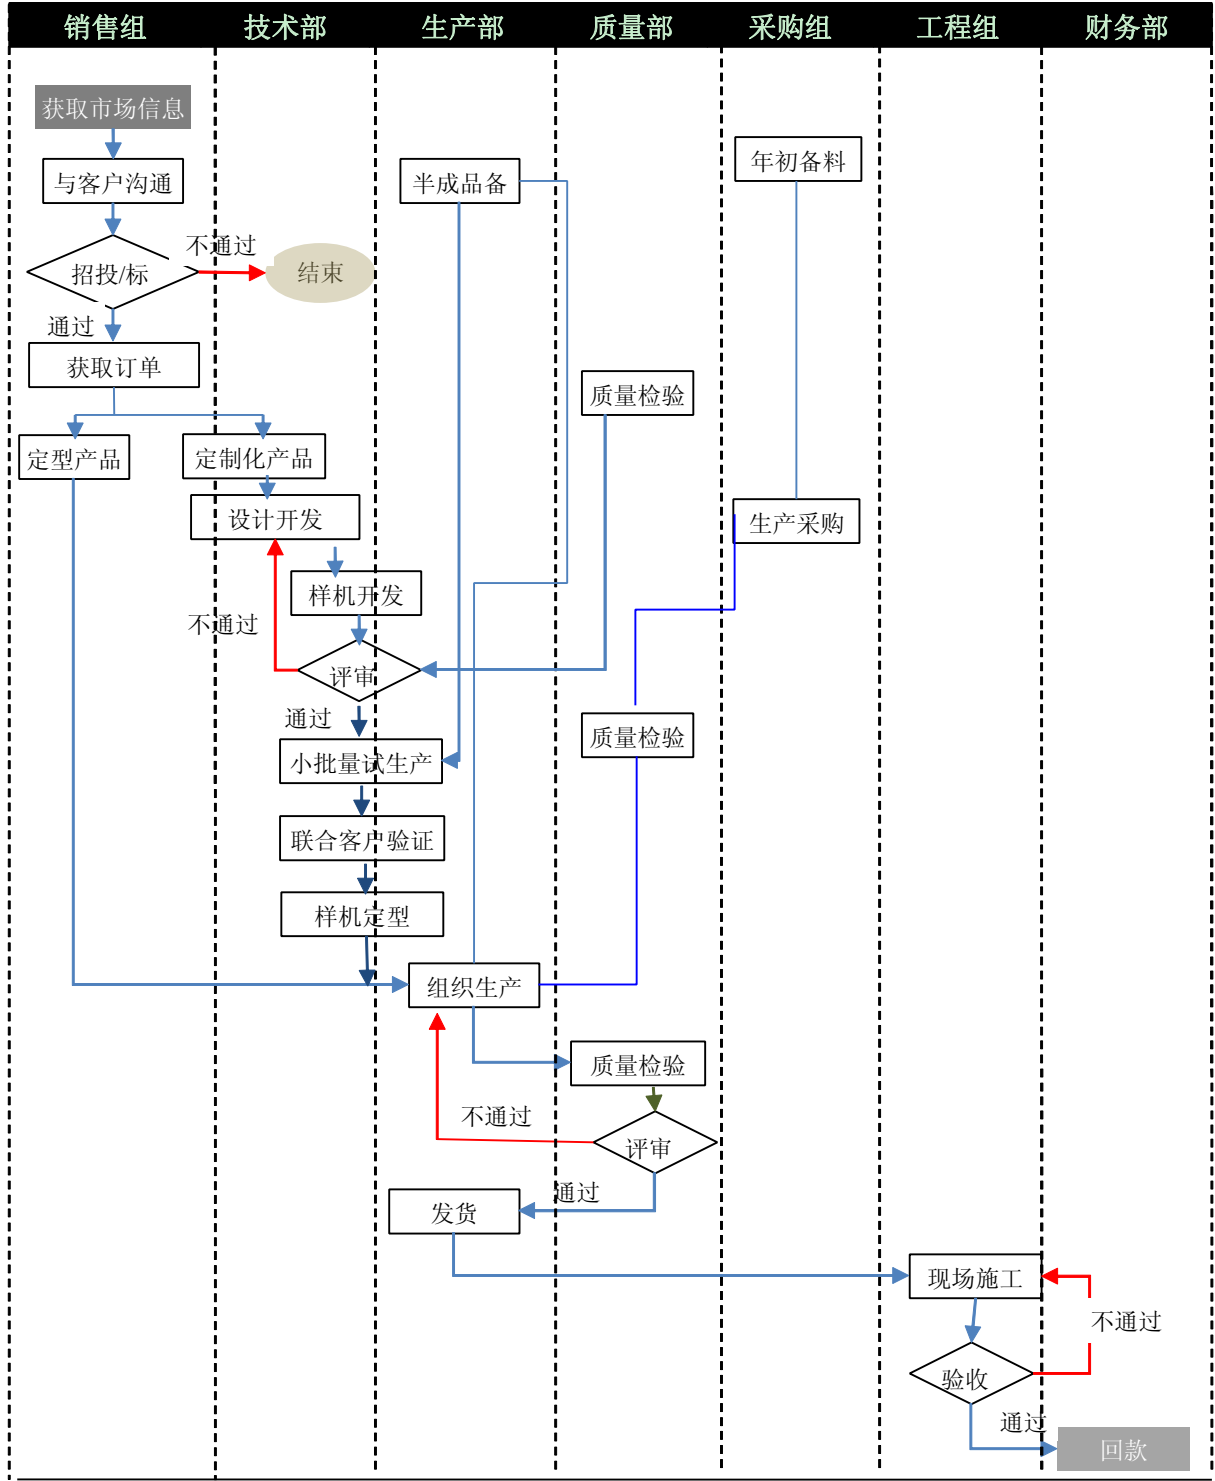 销售组 技术部 生产部 质量部 采购组 工程组 财务部
获取市场信息
年初备料
与客户沟通
半成品备
不通过
招投/标
结束
通过
获取订单
质量检验
定型产品
定制化产品
设计开发
生产采购
样机开发
不通过
评审
通过
质量检验
小批量试生产
联合客户验证
样机定型
组织生产
质量检验
不通过
评审
通过
发货
现场施工
不通过
验收
通过
回款